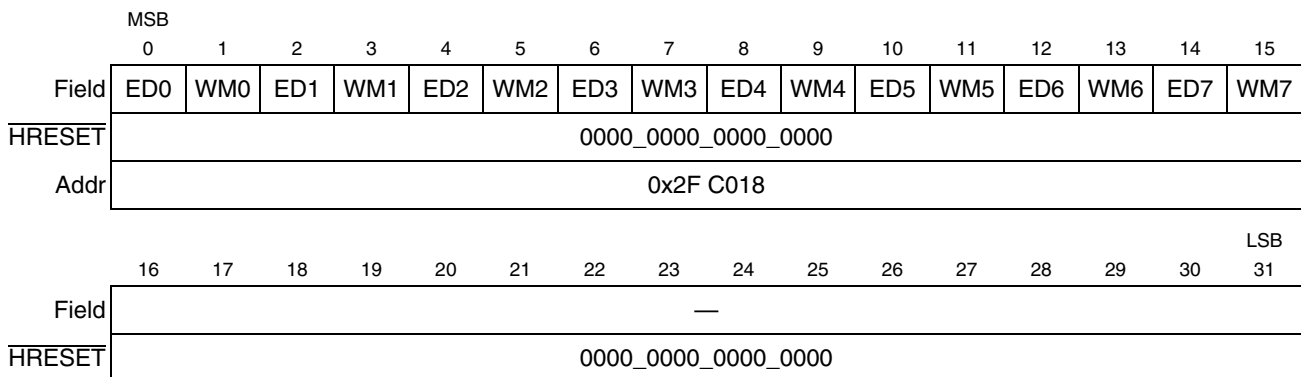 MSB
0 1 2 3 4 5 6 7 8 9 10 11 12 13 14 15
Field ED0 WM0 ED1 WM1 ED2 WM2 ED3 WM3 ED4 WM4 ED5 WM5 ED6 WM6 ED7 WM7
HRESET 0000_0000_0000_0000
Addr 0x2F C018
LSB
16 17 18 19 20 21 22 23 24 25 26 27 28 29 30 31
Field —
HRESET 0000_0000_0000_0000